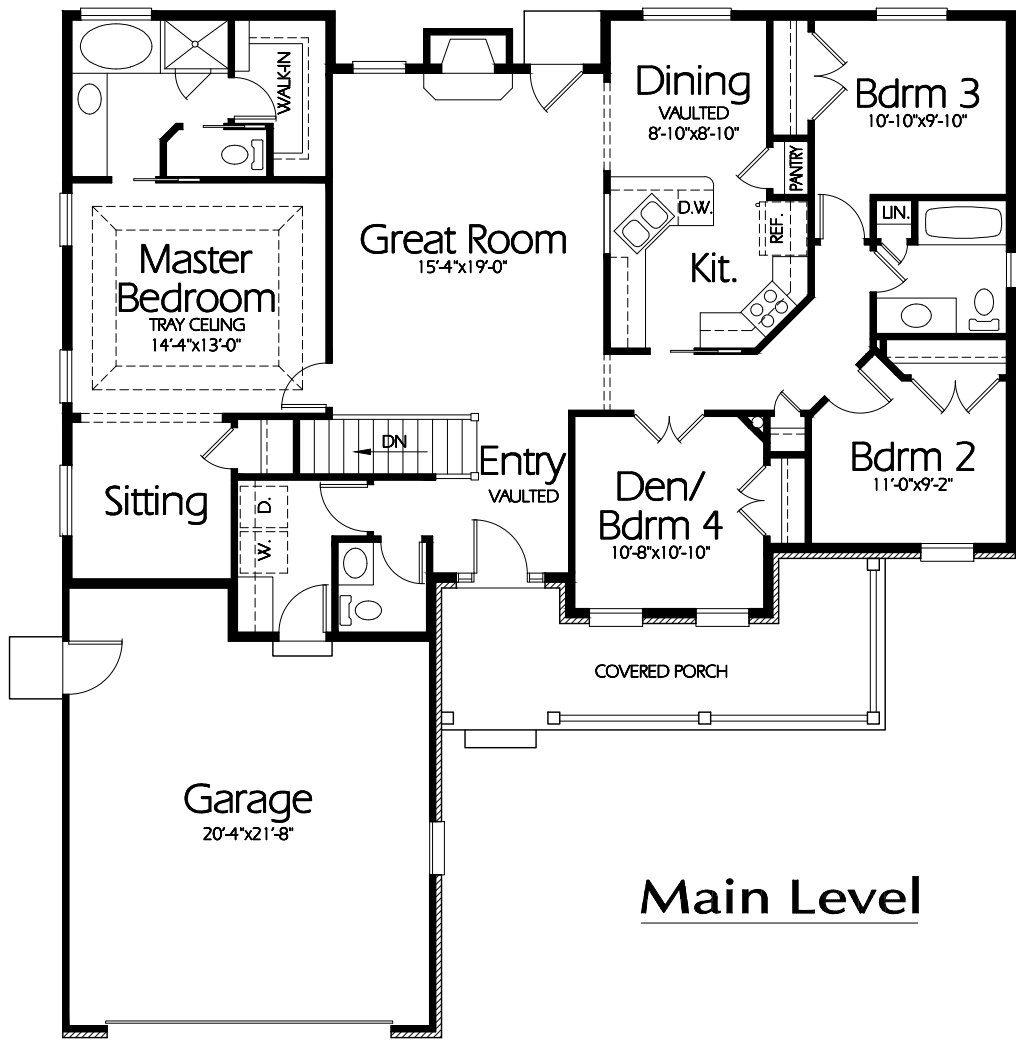 WALK-IN
Dining
VAULTED
8'-10"x8'-10"
Bdrm 3
10'-10"x9'-10"
PANTRY
D.W.
REF.
LIN.
Great Room
15'-4"x19'-0"
Kit.
Master
Bedroom
TRAY CELING
14'-4"x13'-0"
DN
Entry
VAULTED
Sitting
D.
W.
Den/
Bdrm 4
10'-8"x10'-10"
Bdrm 2
11'-0"x9'-2"
COVERED PORCH
Garage
20'-4"x21'-8"
Main Level